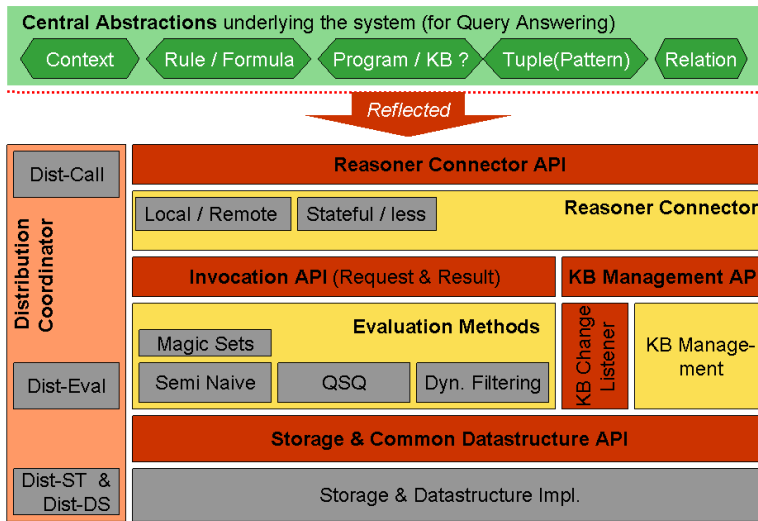 Central Abstractions underlying the system (for Query Answering)
Context
Rule / Formula
Program / KB ?
Tuple(Pattern)
Relation
Reflected
Distribution
Coordinator
Dist-Call
Reasoner Connector API
Local / Remote
Stateful / less
Reasoner Connector
Invocation API (Request & Result)
KB Management AP
Evaluation Methods
Magic Sets
Dist-Eval
Semi Naive
QSQ
Dyn. Filtering
KB Change
Listener
KB Manage-
ment
Storage & Common Datastructure API
Dist-ST &
Dist-DS
Storage & Datastructure Impl.